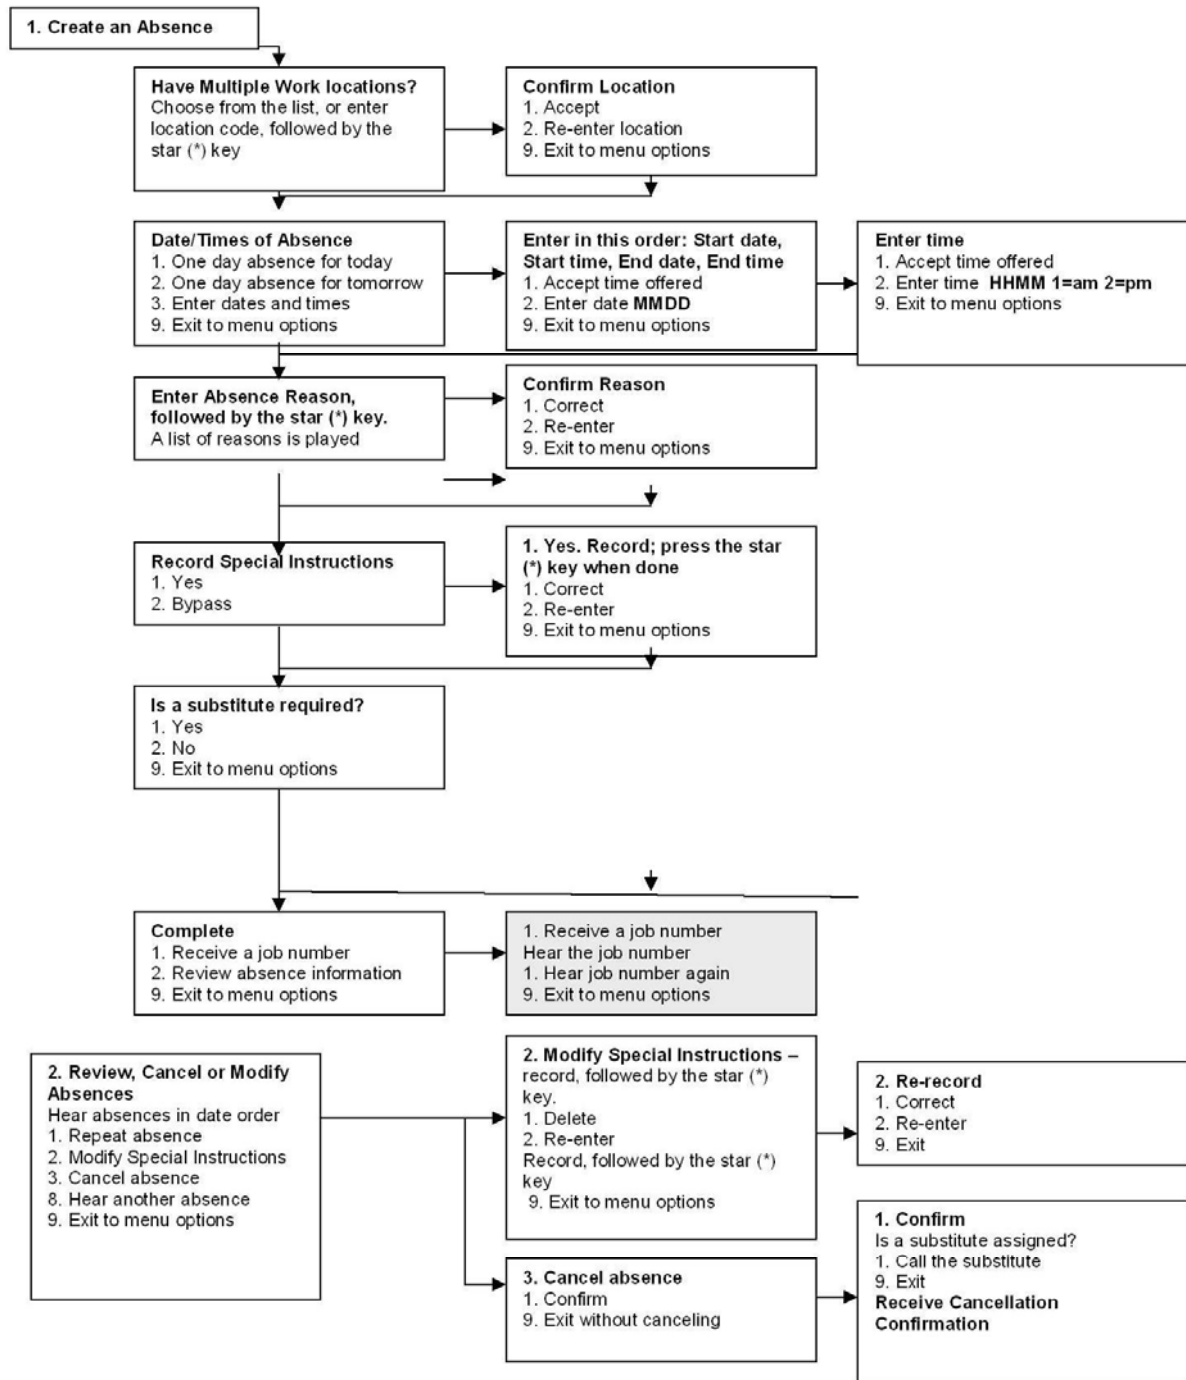 1. Create an Absence
Have Multiple Work locations?
Choose from the list, or enter
location code, followed by the
star (*) key
Confirm Location
1. Accept
2. Re-enter location
9. Exit to menu options
Date/Times of Absence
1. One day absence for today
2. One day absence for tomorrow
3. Enter dates and times
9. Exit to menu options
Enter in this order: Start date,
Start time, End date, End time
1. Accept time offered
2. Enter date MMDD
9. Exit to menu options
Enter time
1. Accept time offered
2. Enter time HHMM 1=am 2=pm
9. Exit to menu options
Enter Absence Reason,
followed by the star (*) key.
A list of reasons is played
Confirm Reason
1. Correct
2. Re-enter
9. Exit to menu options
Record Special Instructions
1. Yes
2. Bypass
1. Yes. Record; press the star
(*) key when done
1. Correct
2. Re-enter
9. Exit to menu options
Is a substitute required?
1. Yes
2. No
9. Exit to menu options
Complete
1. Receive a job number
2. Review absence information
9. Exit to menu options
1. Receive a job number
Hear the job number
1. Hear job number again
9. Exit to menu options
2. Review, Cancel or Modify
Absences
Hear absences in date order
1. Repeat absence
2. Modify Special Instructions
3. Cancel absence
8. Hear another absence
9. Exit to menu options
2. Modify Special Instructions –
record, followed by the star (*)
key.
1. Delete
2. Re-enter
Record, followed by the star (*)
key
9. Exit to menu options
2. Re-record
1. Correct
2. Re-enter
9. Exit
3. Cancel absence
1. Confirm
9. Exit without canceling
1. Confirm
Is a substitute assigned?
1. Call the substitute
9. Exit
Receive Cancellation
Confirmation